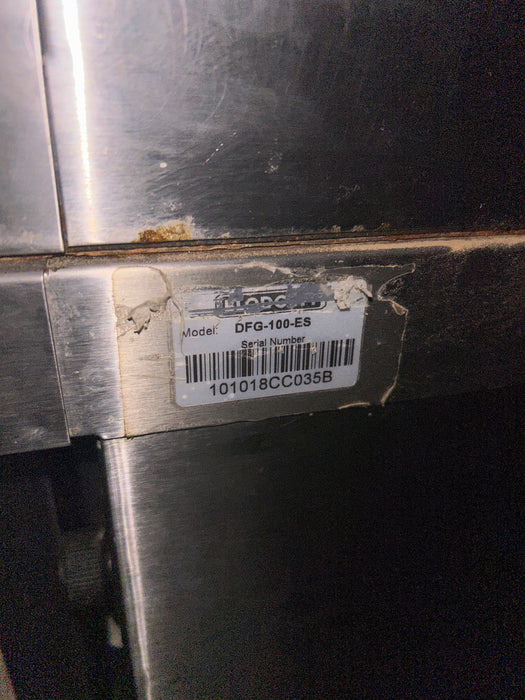 Model: DFG-100-ES
Serial Number
101018CC035B